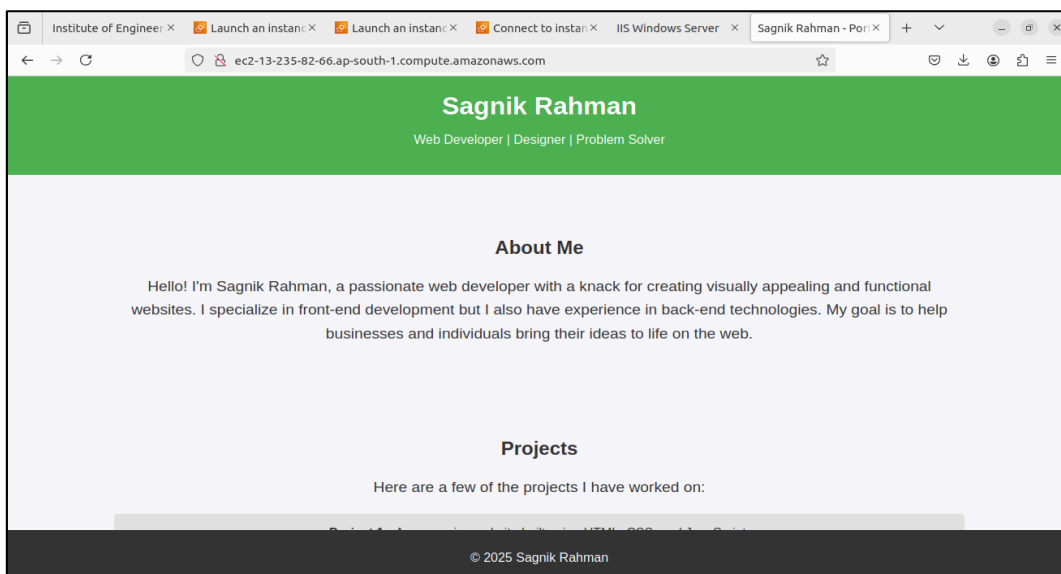 Institute of Engineer
Launch an instanc
Launch an instanc
Connect to instan
IIS Windows Server
Sagnik Rahman - Port
ec2-13-235-82-66.ap-south-1.compute.amazonaws.com
Sagnik Rahman
Web Developer | Designer | Problem Solver
About Me
Hello! I'm Sagnik Rahman, a passionate web developer with a knack for creating visually appealing and functional
websites. I specialize in front-end development but I also have experience in back-end technologies. My goal is to help
businesses and individuals bring their ideas to life on the web.
Projects
Here are a few of the projects I have worked on:
© 2025 Sagnik Rahman